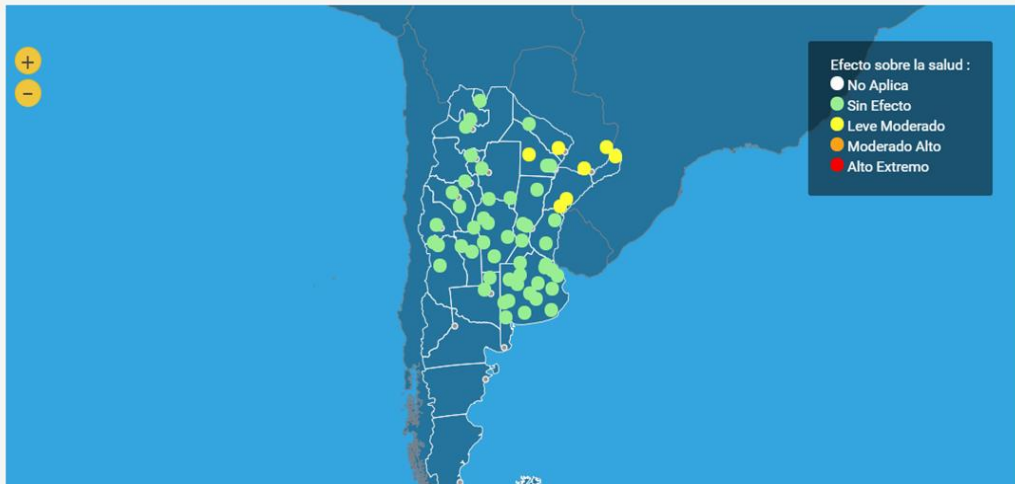 +
−
Efecto sobre la salud :
No Aplica
Sin Efecto
Leve Moderado
Moderado Alto
Alto Extremo